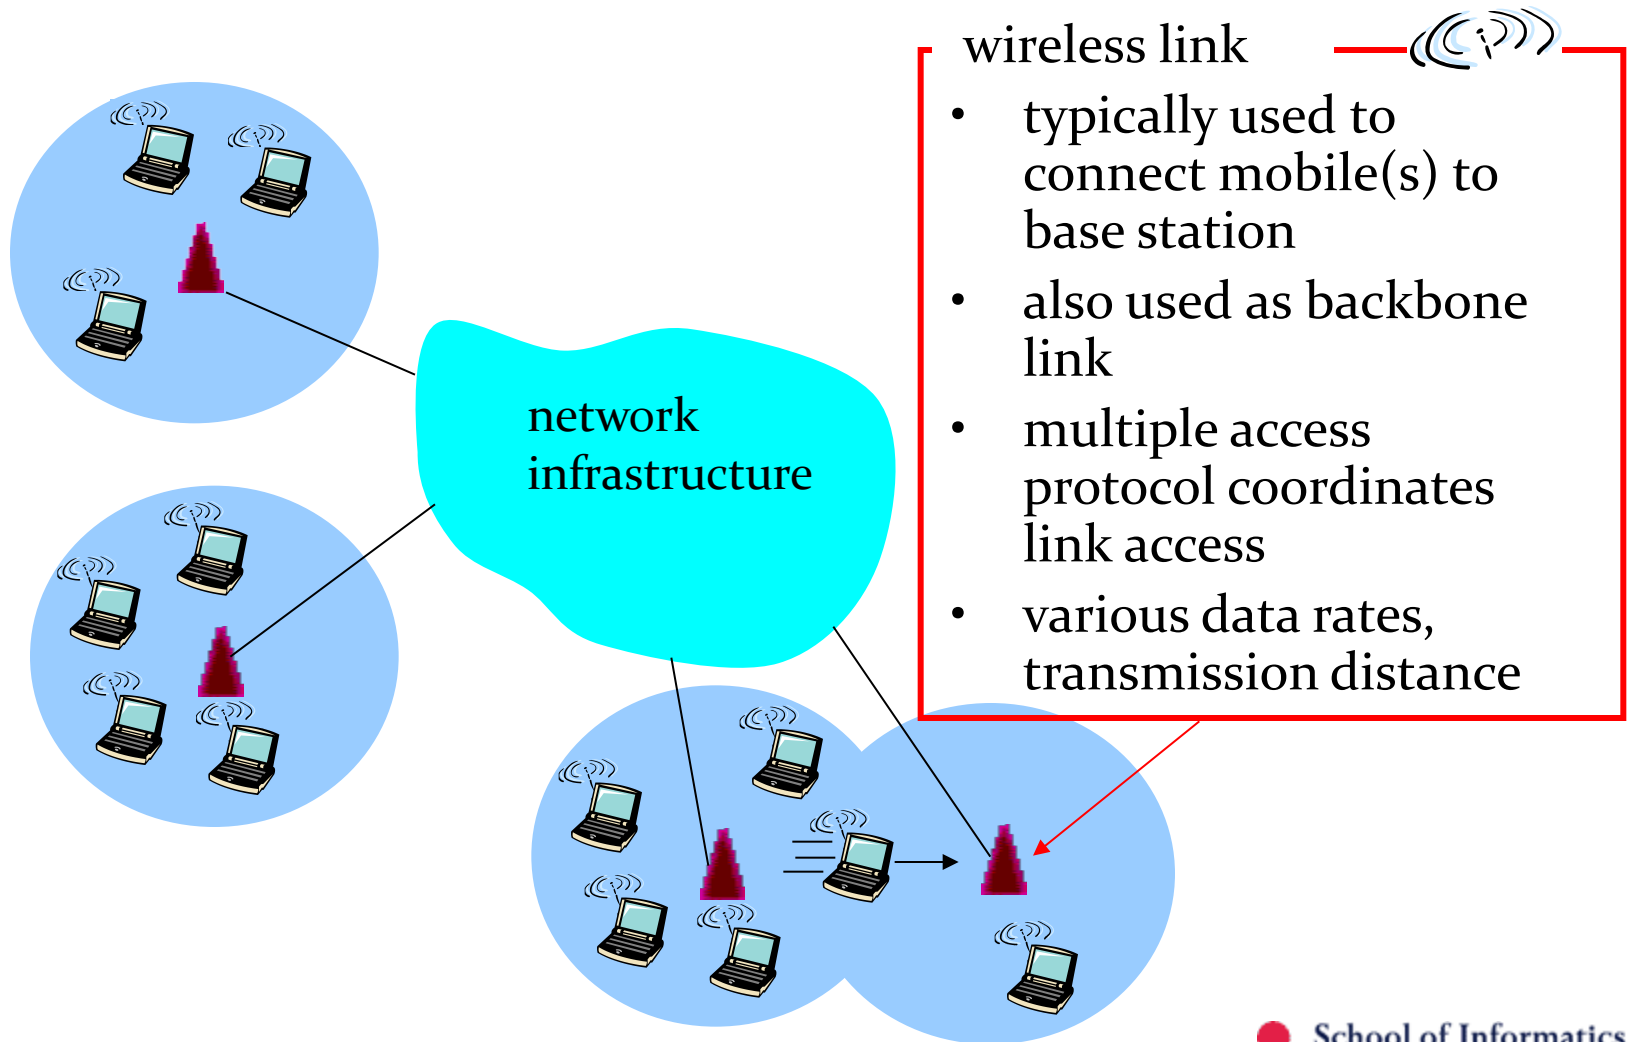 wireless link
• typically used to
connect mobile(s) to
base station
• also used as backbone
link
• multiple access
protocol coordinates
link access
• various data rates,
transmission distance
network
infrastructure
School of Informatics